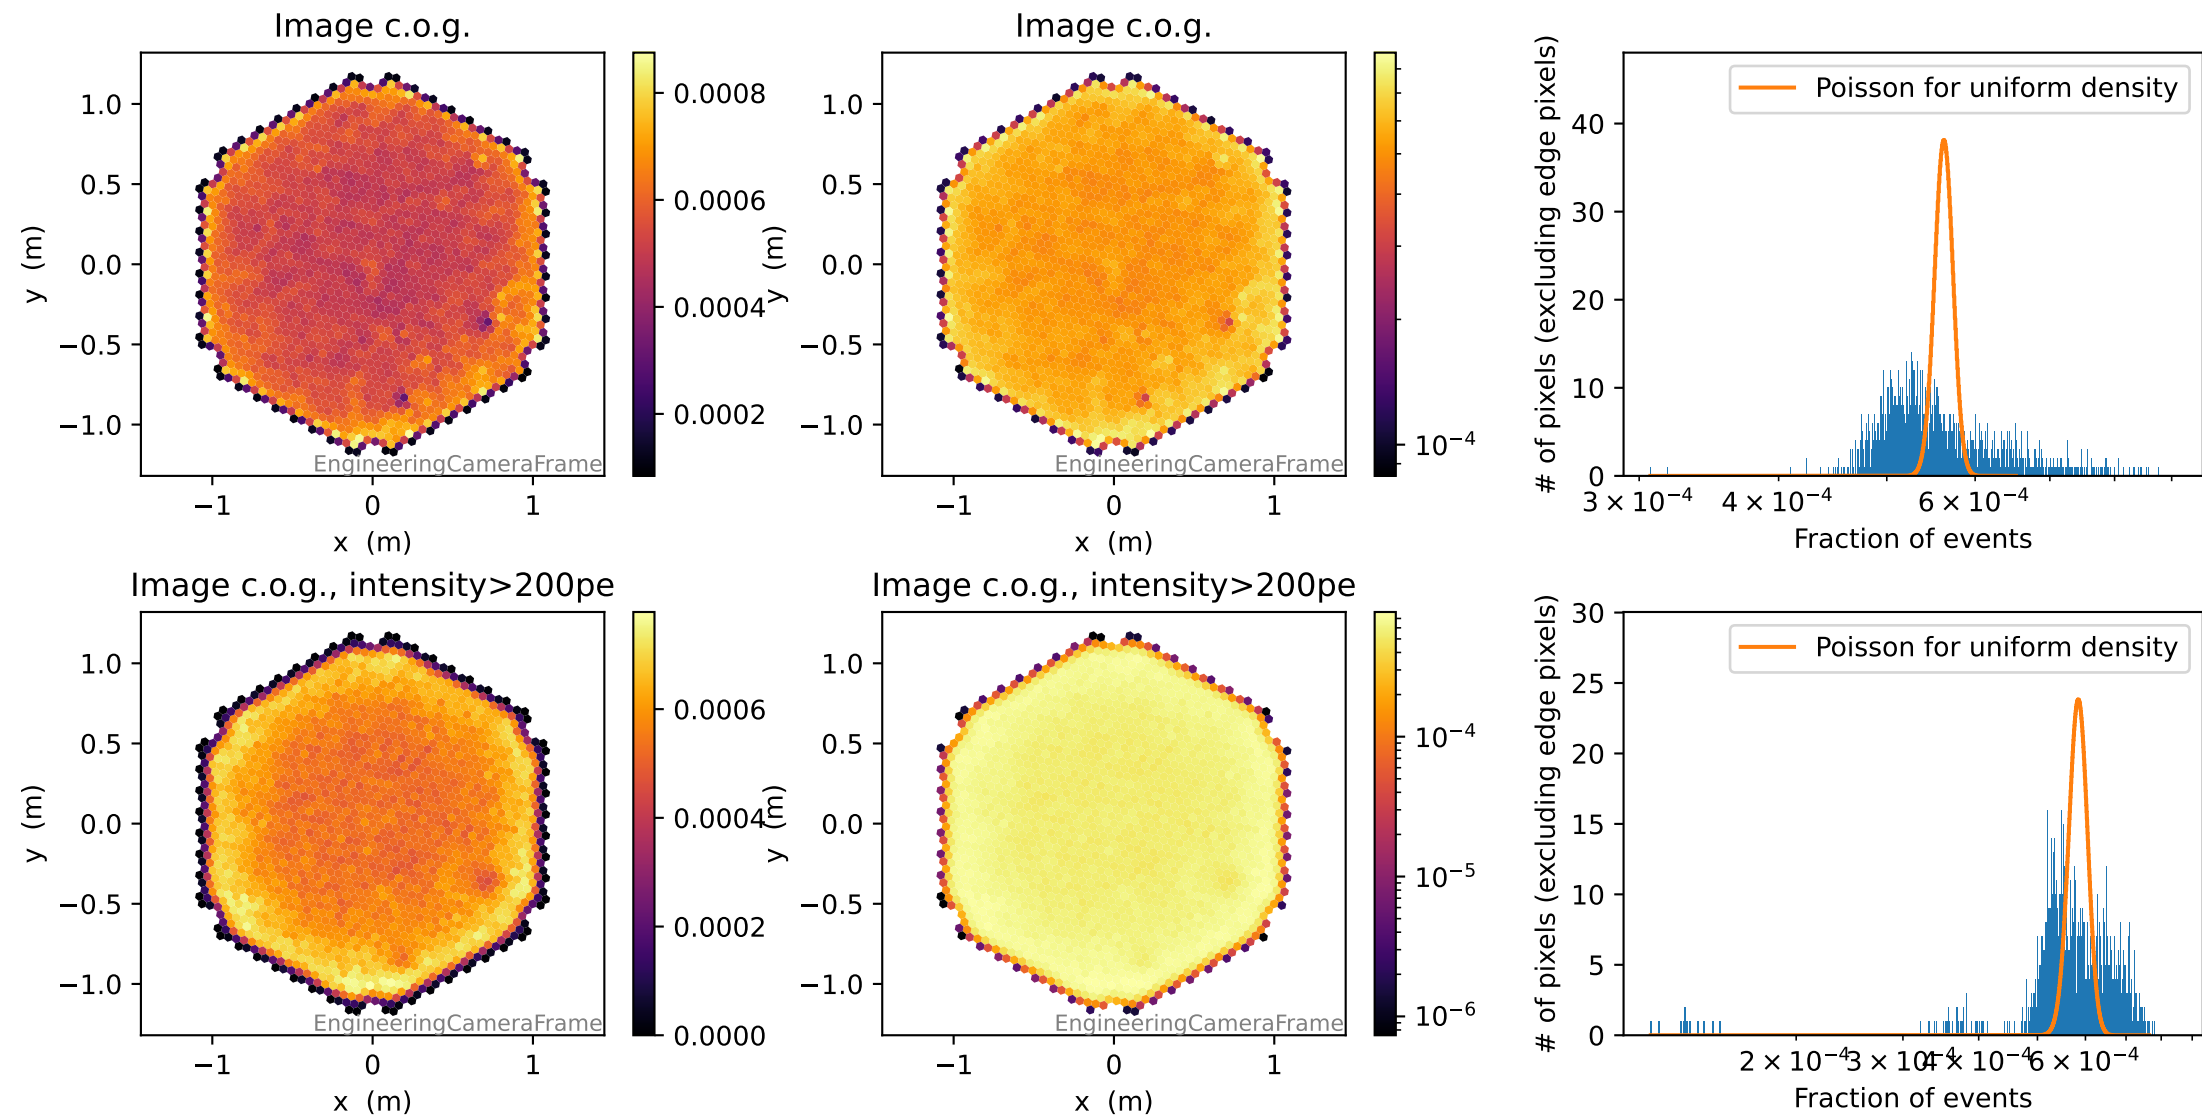 Image c.o.g.
1.0
0.5
0.0
−0.5
−1.0
y (m)
−1 0 1
x (m)
EngineeringCameraFrame
0.0008
0.0006
0.0004
0.0002
Image c.o.g.
1.0
0.5
0.0
−0.5
−1.0
y (m)
−1 0 1
x (m)
EngineeringCameraFrame
10⁻⁴
# of pixels (excluding edge pixels)
40
30
20
10
0
Poisson for uniform density
3 × 10⁻⁴ 4 × 10⁻⁴ 6 × 10⁻⁴
Fraction of events
Image c.o.g., intensity>200pe
1.0
0.5
0.0
−0.5
−1.0
y (m)
−1 0 1
x (m)
EngineeringCameraFrame
0.0006
0.0004
0.0002
0.0000
Image c.o.g., intensity>200pe
1.0
0.5
0.0
−0.5
−1.0
y (m)
−1 0 1
x (m)
EngineeringCameraFrame
10⁻⁴
10⁻⁵
10⁻⁶
# of pixels (excluding edge pixels)
30
25
20
15
10
5
0
Poisson for uniform density
2 × 10⁻⁴ 3 × 10⁻⁴ 4 × 10⁻⁴ 6 × 10⁻⁴
Fraction of events